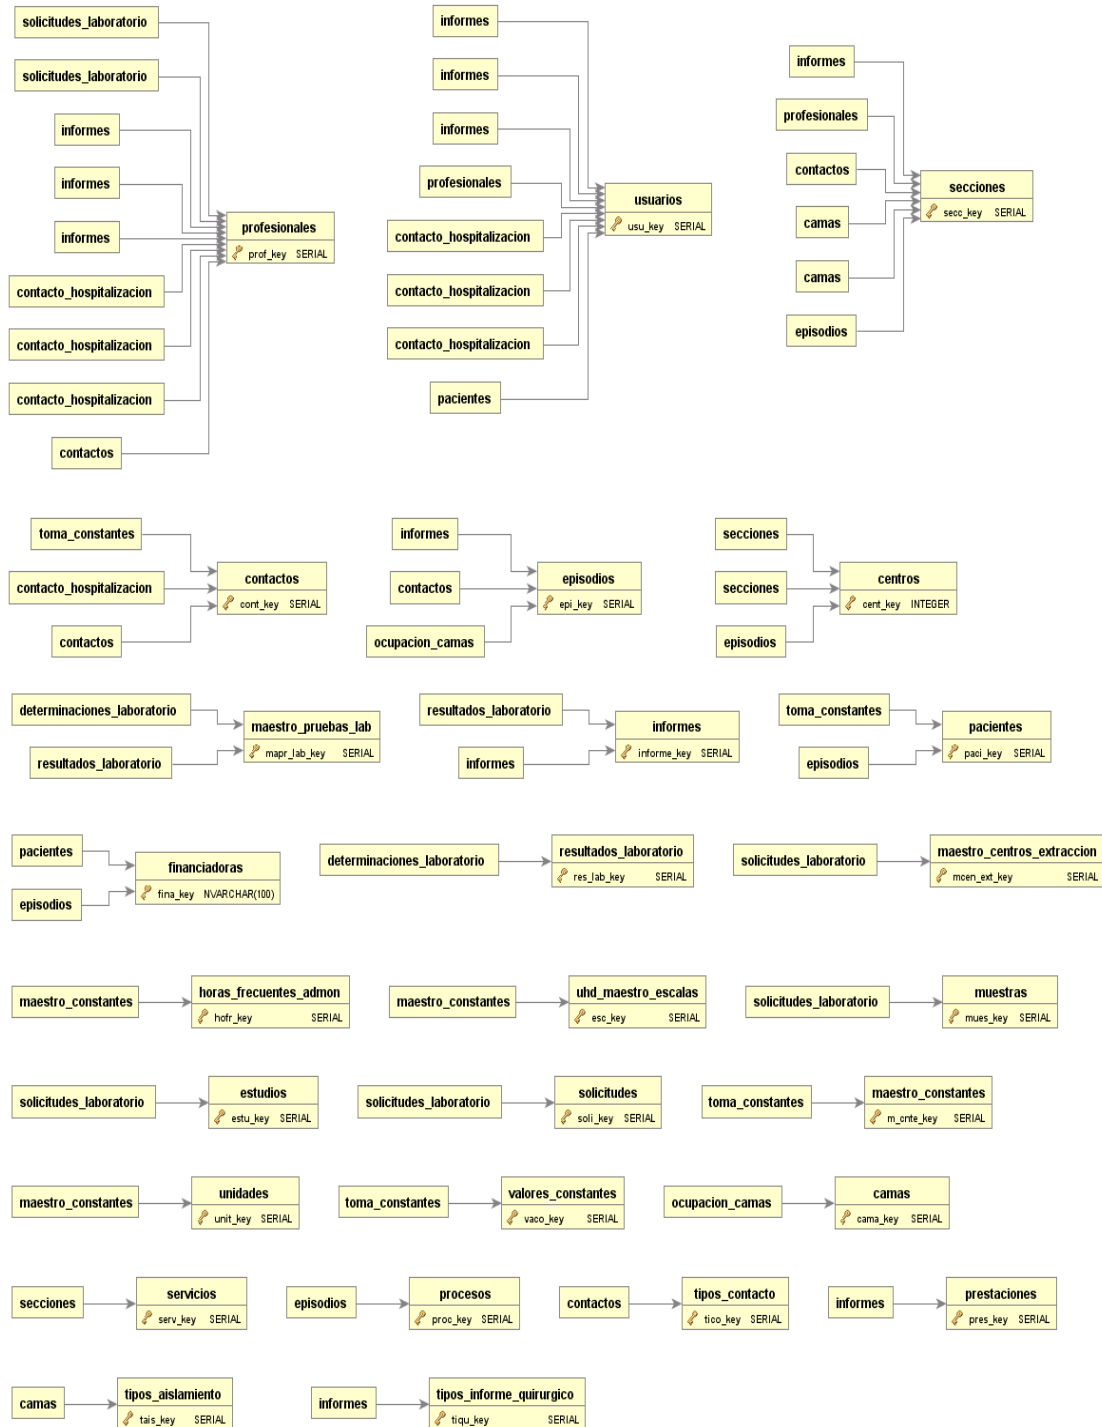 solicitudes_laboratorio
solicitudes_laboratorio
informes
informes
informes
contacto_hospitalizacion
contacto_hospitalizacion
contacto_hospitalizacion
contactos
profesionales
prof_key SERIAL
informes
informes
informes
profesionales
contacto_hospitalizacion
contacto_hospitalizacion
contacto_hospitalizacion
pacientes
usuarios
usu_key SERIAL
informes
profesionales
contactos
camas
camas
episodios
secciones
secc_key SERIAL
toma_constantes
contacto_hospitalizacion
contactos
contactos
cont_key SERIAL
informes
contactos
ocupacion_camas
episodios
epi_key SERIAL
secciones
secciones
episodios
centros
cent_key INTEGER
determinaciones_laboratorio
resultados_laboratorio
maestro_pruebas_lab
mapr_lab_key SERIAL
resultados_laboratorio
informes
informes
informe_key SERIAL
toma_constantes
episodios
pacientes
paci_key SERIAL
pacientes
episodios
financiadoras
fina_key NVARCHAR(100)
determinaciones_laboratorio
resultados_laboratorio
res_lab_key SERIAL
solicitudes_laboratorio
maestro_centros_extraccion
mcen_ext_key SERIAL
maestro_constantes
horas_frecuentes_admon
hofr_key SERIAL
maestro_constantes
uhd_maestro_escalas
esc_key SERIAL
solicitudes_laboratorio
muestras
mues_key SERIAL
solicitudes_laboratorio
estudios
estu_key SERIAL
solicitudes_laboratorio
solicitudes
soli_key SERIAL
toma_constantes
maestro_constantes
m_cnte_key SERIAL
maestro_constantes
unidades
unit_key SERIAL
toma_constantes
valores_constantes
vaco_key SERIAL
ocupacion_camas
camas
cama_key SERIAL
secciones
servicios
serv_key SERIAL
episodios
procesos
proc_key SERIAL
contactos
tipos_contacto
tico_key SERIAL
informes
prestaciones
pres_key SERIAL
camas
tipos_aislamiento
tais_key SERIAL
informes
tipos_informe_quirurgico
tiqu_key SERIAL